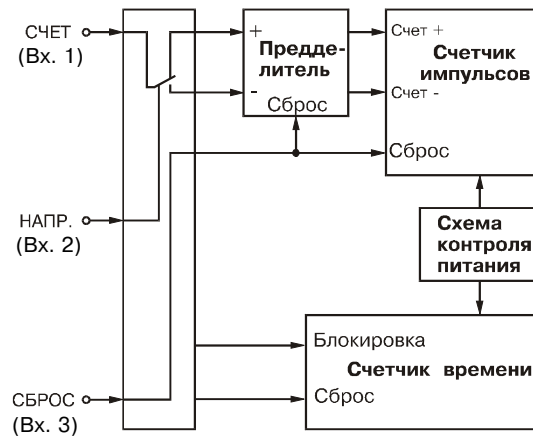 СЧЕТ
(Вх. 1)
+
-
Предде-
литель
Сброс
Счет +
Счетчик
импульсов
Счет -
Сброс
НАПР.
(Вх. 2)
Схема
контроля
питания
Блокировка
Счетчик времени
Сброс
СБРОС
(Вх. 3)